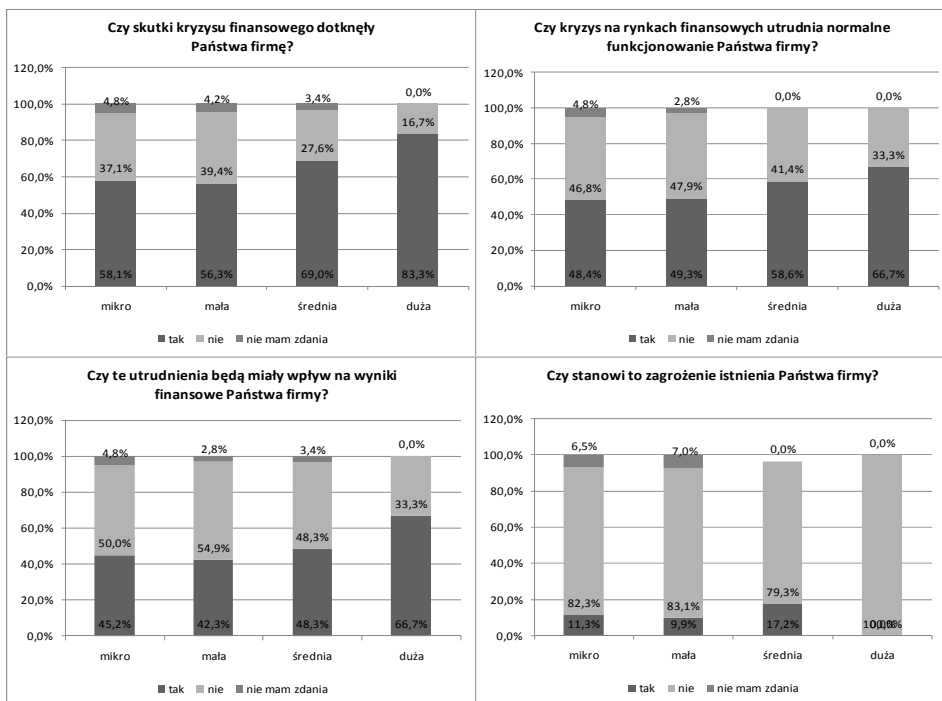 Czy skutki kryzysu finansowego dotknęły
Państwa firmę?
120,0%
100,0%
80,0%
60,0%
40,0%
20,0%
0,0%
4,8% 4,2% 3,4% 0,0%
37,1% 39,4% 27,6% 16,7%
58,1% 56,3% 69,0% 83,3%
mikro mała średnia duża
tak nie nie mam zdania
Czy kryzys na rynkach finansowych utrudnia normalne
funkcjonowanie Państwa firmy?
120,0%
100,0%
80,0%
60,0%
40,0%
20,0%
0,0%
4,8% 2,8% 0,0% 0,0%
46,8% 47,9% 41,4% 33,3%
48,4% 49,3% 58,6% 66,7%
mikro mała średnia duża
tak nie nie mam zdania
Czy te utrudnienia będą miały wpływ na wyniki
finansowe Państwa firmy?
120,0%
100,0%
80,0%
60,0%
40,0%
20,0%
0,0%
4,8% 2,8% 3,4% 0,0%
50,0% 54,9% 48,3% 33,3%
45,2% 42,3% 48,3% 66,7%
mikro mała średnia duża
tak nie nie mam zdania
Czy stanowi to zagrożenie istnienia Państwa firmy?
120,0%
100,0%
80,0%
60,0%
40,0%
20,0%
0,0%
6,5% 7,0% 0,0% 0,0%
82,3% 83,1% 79,3%
11,3% 9,9% 17,2%
mikro mała średnia duża
tak nie nie mam zdania